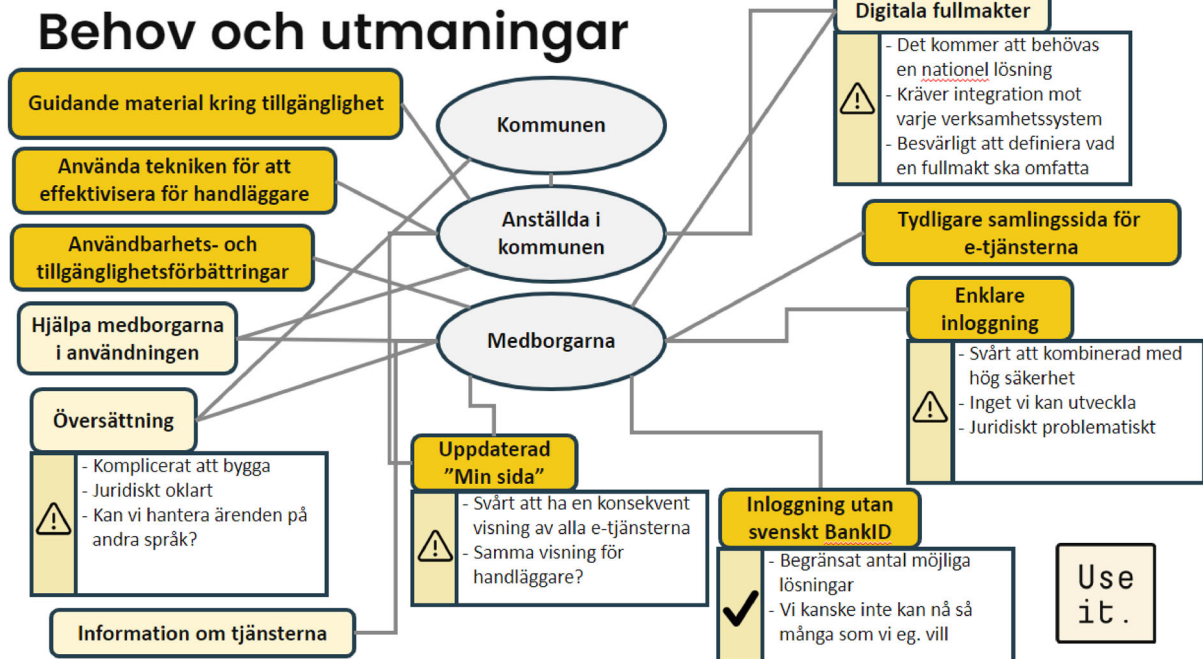 Behov och utmaningar
Guidande material kring tillgänglighet
Använda tekniken för att
effektivisera för handläggare
Användbarhets- och
tillgänglighetsförbättringar
Hjälpa medborgarna
i användningen
Översättning
- Komplicerat att bygga
- Juridiskt oklart
- Kan vi hantera ärenden på
andra språk?
Information om tjänsterna
Kommunen
Anställda i
kommunen
Medborgarna
Uppdaterad
”Min sida”
- Svårt att ha en konsekvent
visning av alla e-tjänsterna
- Samma visning för
handläggare?
Digitala fullmakter
- Det kommer att behövas
en nationel lösning
- Kräver integration mot
varje verksamhetssystem
- Besvärligt att definiera vad
en fullmakt ska omfatta
Tydligare samlingssida för
e-tjänsterna
Enklare
inloggning
- Svårt att kombinerad med
hög säkerhet
- Inget vi kan utveckla
- Juridiskt problematiskt
Inloggning utan
svenskt BankID
- Begränsat antal möjliga
lösningar
- Vi kanske inte kan nå så
många som vi eg. vill
Use
it.